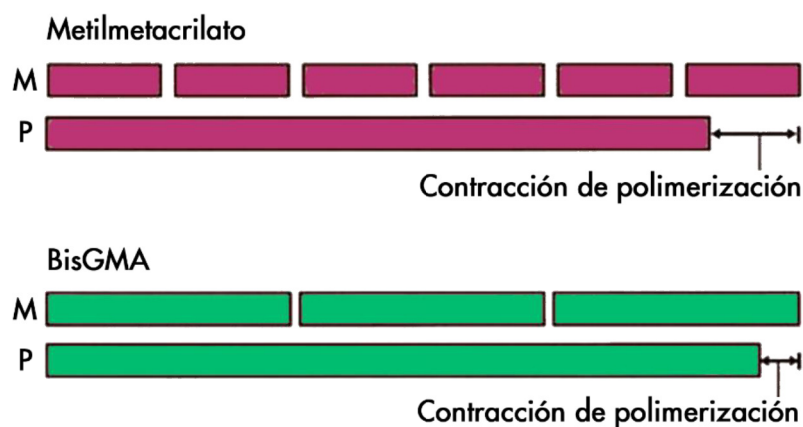 Metilmetacrilato
M
P
Contracción de polimerización
BisGMA
M
P
Contracción de polimerización